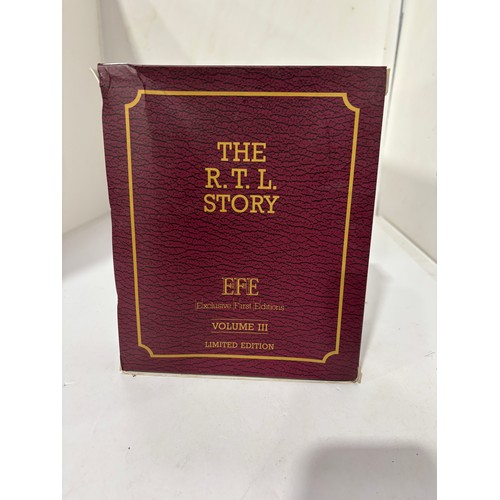 THE
R.T.L.
STORY
EFE
Exclusive First Editions
VOLUME III
LIMITED EDITION